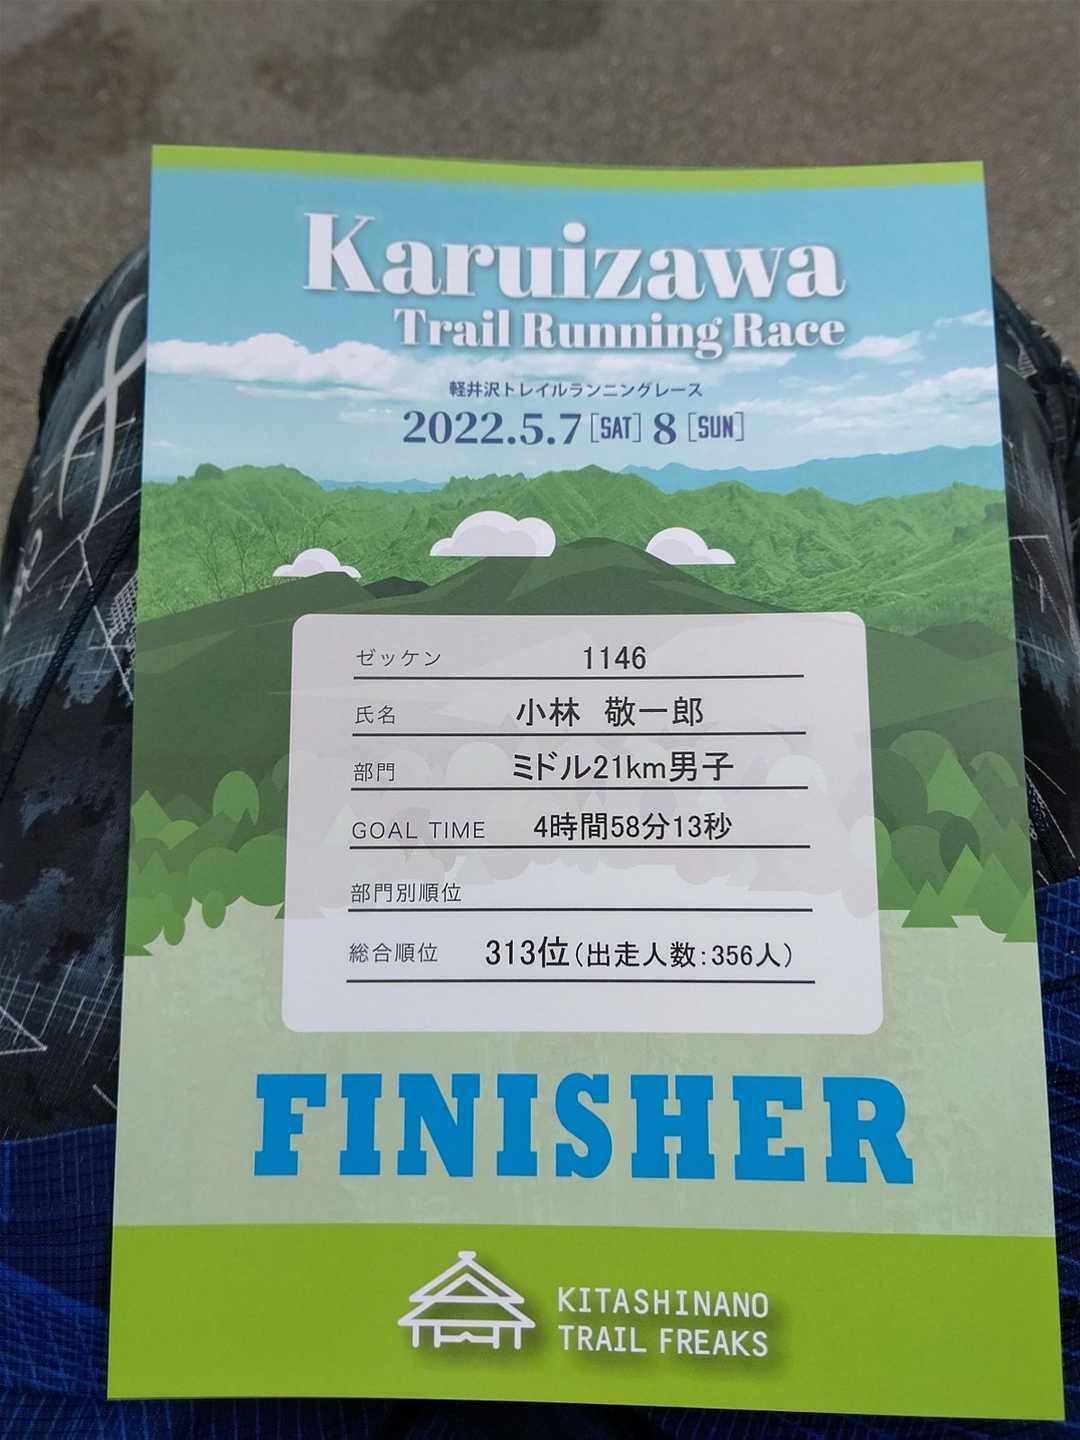 Karuizawa
Trail Running Race
軽井沢トレイルランニングレース
2022.5.7[SAT] 8 [SUN]
ゼッケン 1146
氏名 小林 敬一郎
部門 ミドル21km男子
GOAL TIME 4時間58分13秒
部門別順位
総合順位 313位(出走人数:356人)
FINISHER
KITASHINANO
TRAIL FREAKS